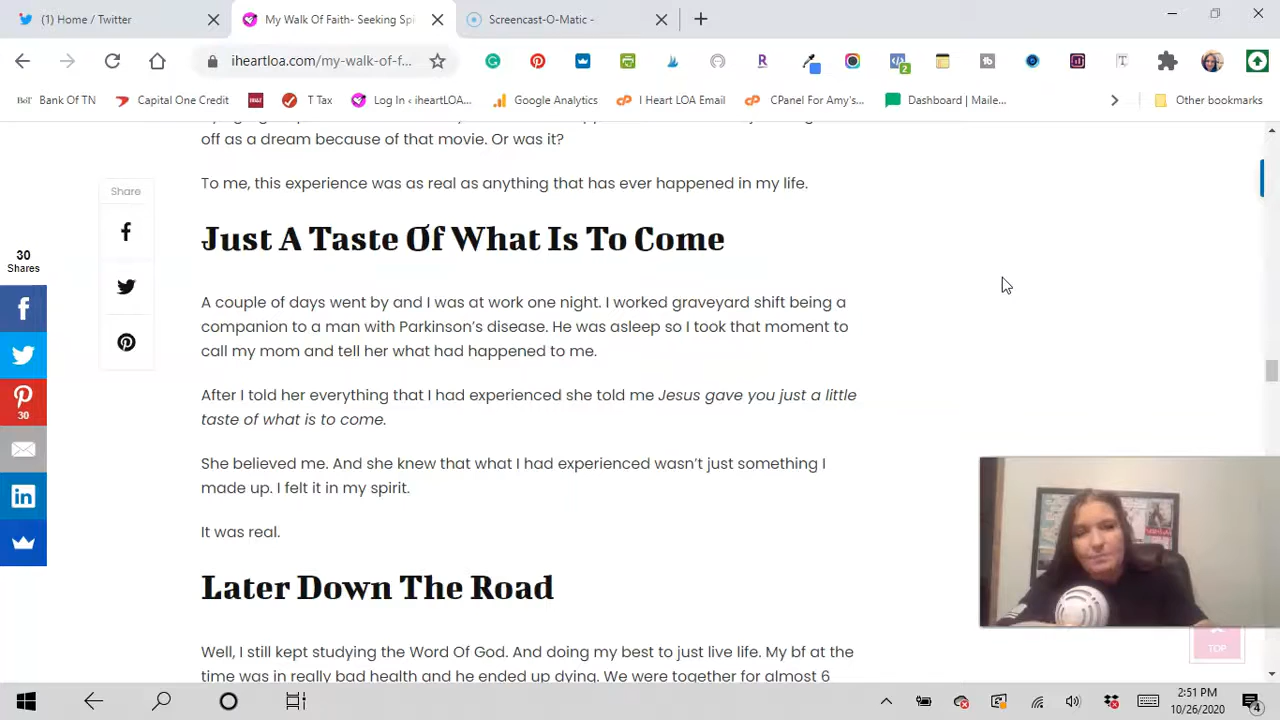 (1) Home / Twitter
My Walk Of Faith- Seeking Spi
Screencast-O-Matic -
iheartloa.com/my-walk-of-f...
2
Bank Of TN
Capital One Credit
T Tax
Log In ‹ iheartLOA...
Google Analytics
I Heart LOA Email
CPanel For Amy's...
Dashboard | Maile...
Other bookmarks
off as a dream because of that movie. Or was it?
To me, this experience was as real as anything that has ever happened in my life.
Share
Just A Taste Of What Is To Come
30
Shares
A couple of days went by and I was at work one night. I worked graveyard shift being a
companion to a man with Parkinson's disease. He was asleep so I took that moment to
call my mom and tell her what had happened to me.
After I told her everything that I had experienced she told me Jesus gave you just a little
taste of what is to come.
30
She believed me. And she knew that what I had experienced wasn't just something I
made up. I felt it in my spirit.
It was real.
Later Down The Road
Well, I still kept studying the Word Of God. And doing my best to just live life. My bf at the
time was in really bad health and he ended up dying. We were together for almost 6
TOP
2:51 PM
10/26/2020
4